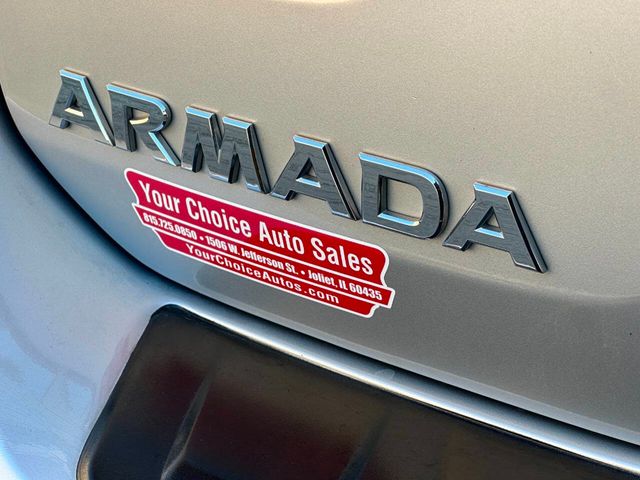 ARMADA
Your Choice Auto Sales
815.725.0850 • 1506 W. Jefferson St. • Joliet, IL 60435
YourChoiceAutos.com